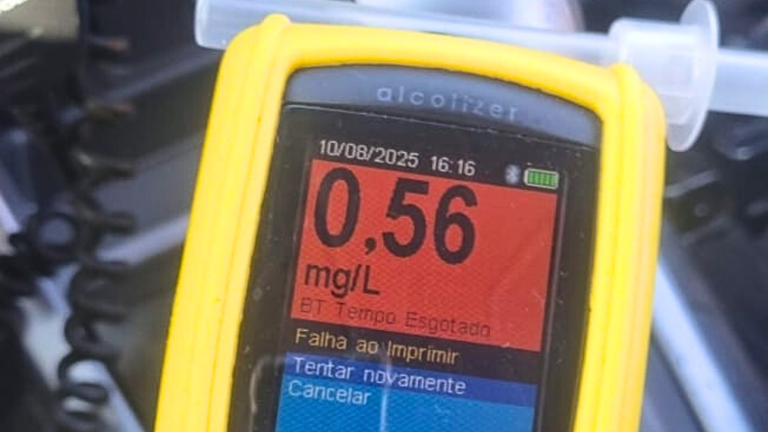 alcolizer
10/08/2025 16:16
0,56
mg/L
BT Tempo Esgotado
Falha ao Imprimir
Tentar novamente
Cancelar